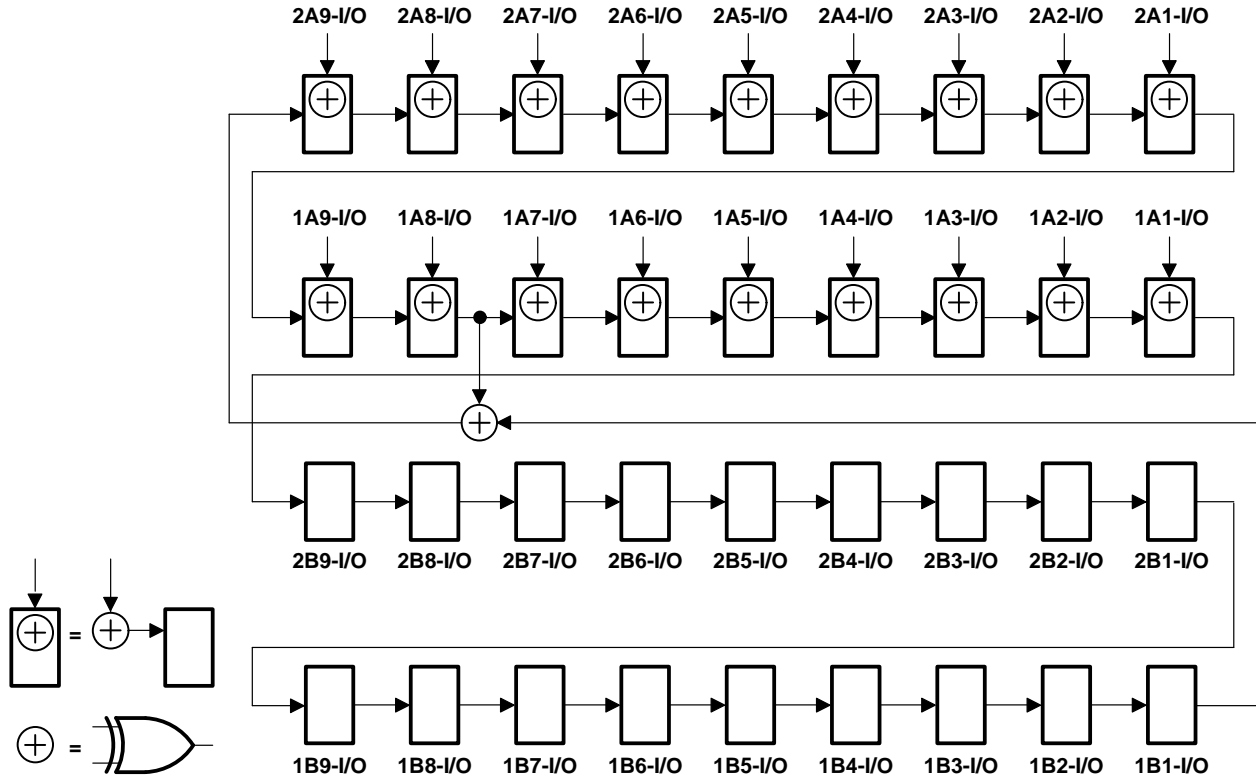 2A9-I/O 2A8-I/O 2A7-I/O 2A6-I/O 2A5-I/O 2A4-I/O 2A3-I/O 2A2-I/O 2A1-I/O
1A9-I/O 1A8-I/O 1A7-I/O 1A6-I/O 1A5-I/O 1A4-I/O 1A3-I/O 1A2-I/O 1A1-I/O
2B9-I/O 2B8-I/O 2B7-I/O 2B6-I/O 2B5-I/O 2B4-I/O 2B3-I/O 2B2-I/O 2B1-I/O
=
=
1B9-I/O 1B8-I/O 1B7-I/O 1B6-I/O 1B5-I/O 1B4-I/O 1B3-I/O 1B2-I/O 1B1-I/O